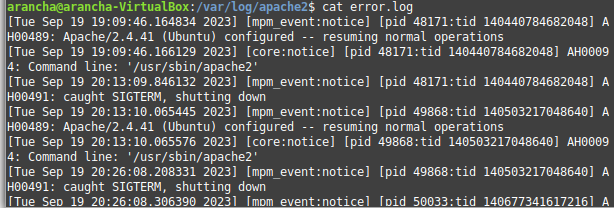 arancha@arancha-VirtualBox:/var/log/apache2$ cat error.log
[Tue Sep 19 19:09:46.164834 2023] [mpm_event:notice] [pid 48171:tid 140440784682048] A
H00489: Apache/2.4.41 (Ubuntu) configured -- resuming normal operations
[Tue Sep 19 19:09:46.166129 2023] [core:notice] [pid 48171:tid 140440784682048] AH0009
4: Command line: '/usr/sbin/apache2'
[Tue Sep 19 20:13:09.846132 2023] [mpm_event:notice] [pid 48171:tid 140440784682048] A
H00491: caught SIGTERM, shutting down
[Tue Sep 19 20:13:10.065445 2023] [mpm_event:notice] [pid 49868:tid 140503217048640] A
H00489: Apache/2.4.41 (Ubuntu) configured -- resuming normal operations
[Tue Sep 19 20:13:10.065576 2023] [core:notice] [pid 49868:tid 140503217048640] AH0009
4: Command line: '/usr/sbin/apache2'
[Tue Sep 19 20:26:08.208331 2023] [mpm_event:notice] [pid 49868:tid 140503217048640] A
H00491: caught SIGTERM, shutting down
[Tue Sep 19 20:26:08.306390 2023] [mpm_event:notice] [pid 50033:tid 140677341617216] A